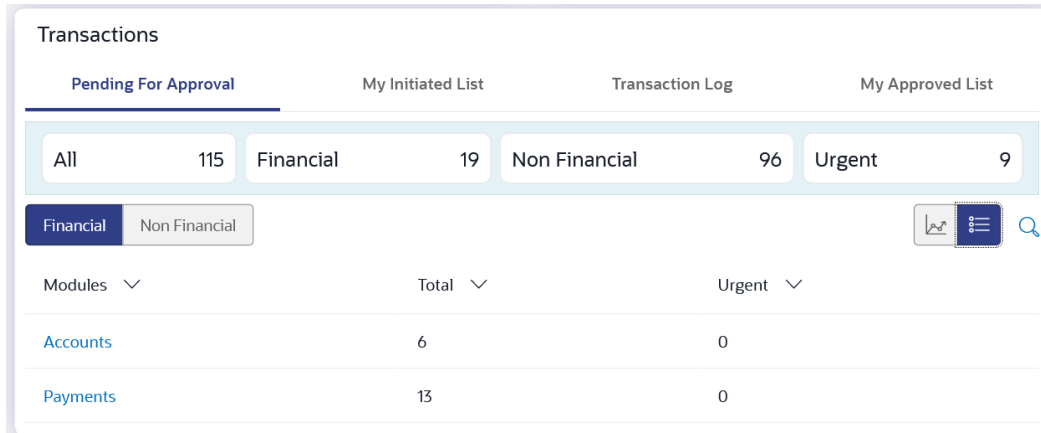 Transactions
Pending For Approval My Initiated List Transaction Log My Approved List
All 115 Financial 19 Non Financial 96 Urgent 9
Financial Non Financial
Modules Total Urgent
Accounts 6 0
Payments 13 0